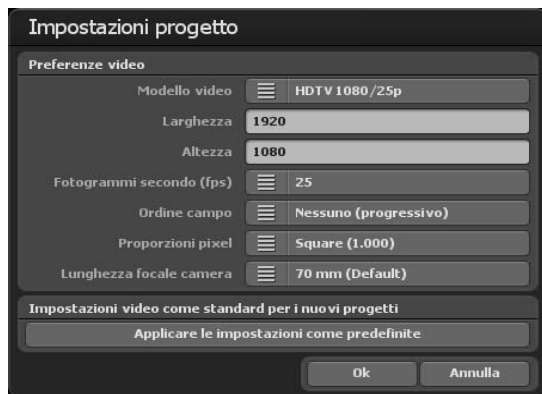 Impostazioni progetto
Preferenze video
Modello video HDTV 1080/25p
Larghezza 1920
Altezza 1080
Fotogrammi secondo (fps) 25
Ordine campo Nessuno (progressivo)
Proporzioni pixel Square (1.000)
Lunghezza focale camera 70 mm (Default)
Impostazioni video come standard per i nuovi progetti
Applicare le impostazioni come predefinite
Ok Annulla